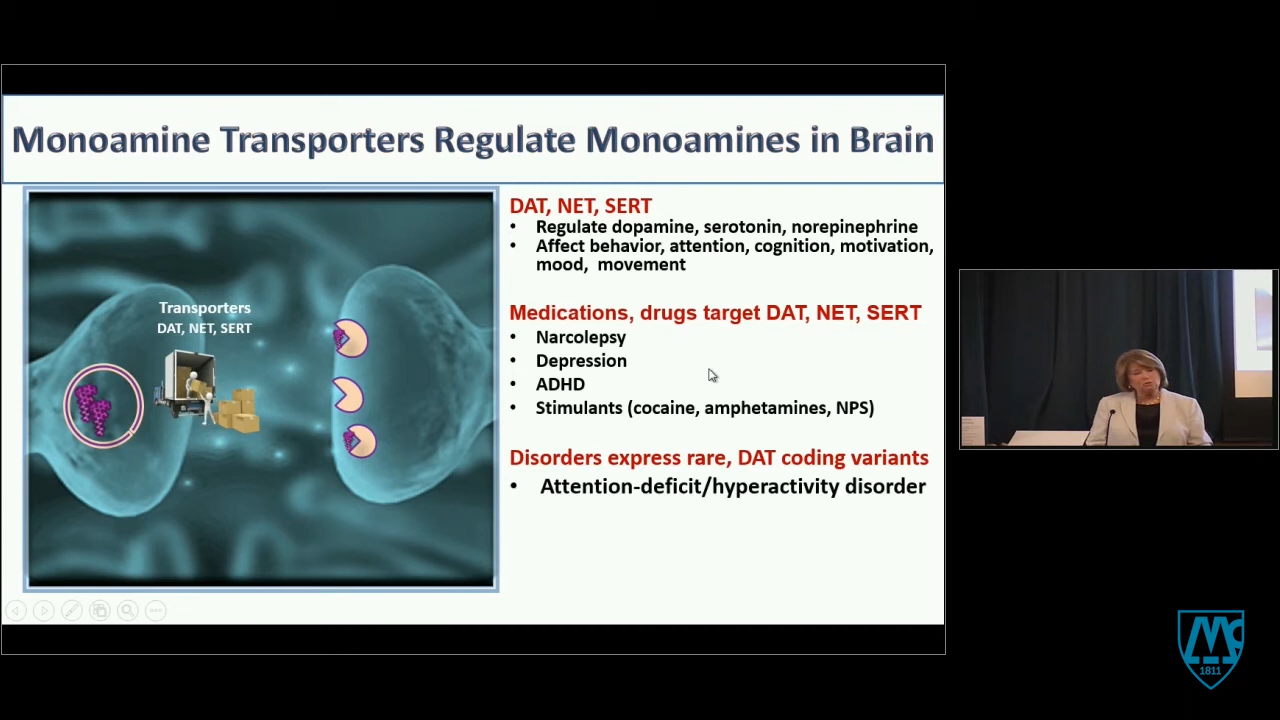 Monoamine Transporters Regulate Monoamines in Brain
Transporters
DAT, NET, SERT
DAT, NET, SERT
• Regulate dopamine, serotonin, norepinephrine
• Affect behavior, attention, cognition, motivation,
mood, movement
Medications, drugs target DAT, NET, SERT
• Narcolepsy
• Depression
• ADHD
• Stimulants (cocaine, amphetamines, NPS)
Disorders express rare, DAT coding variants
• Attention-deficit/hyperactivity disorder
1811